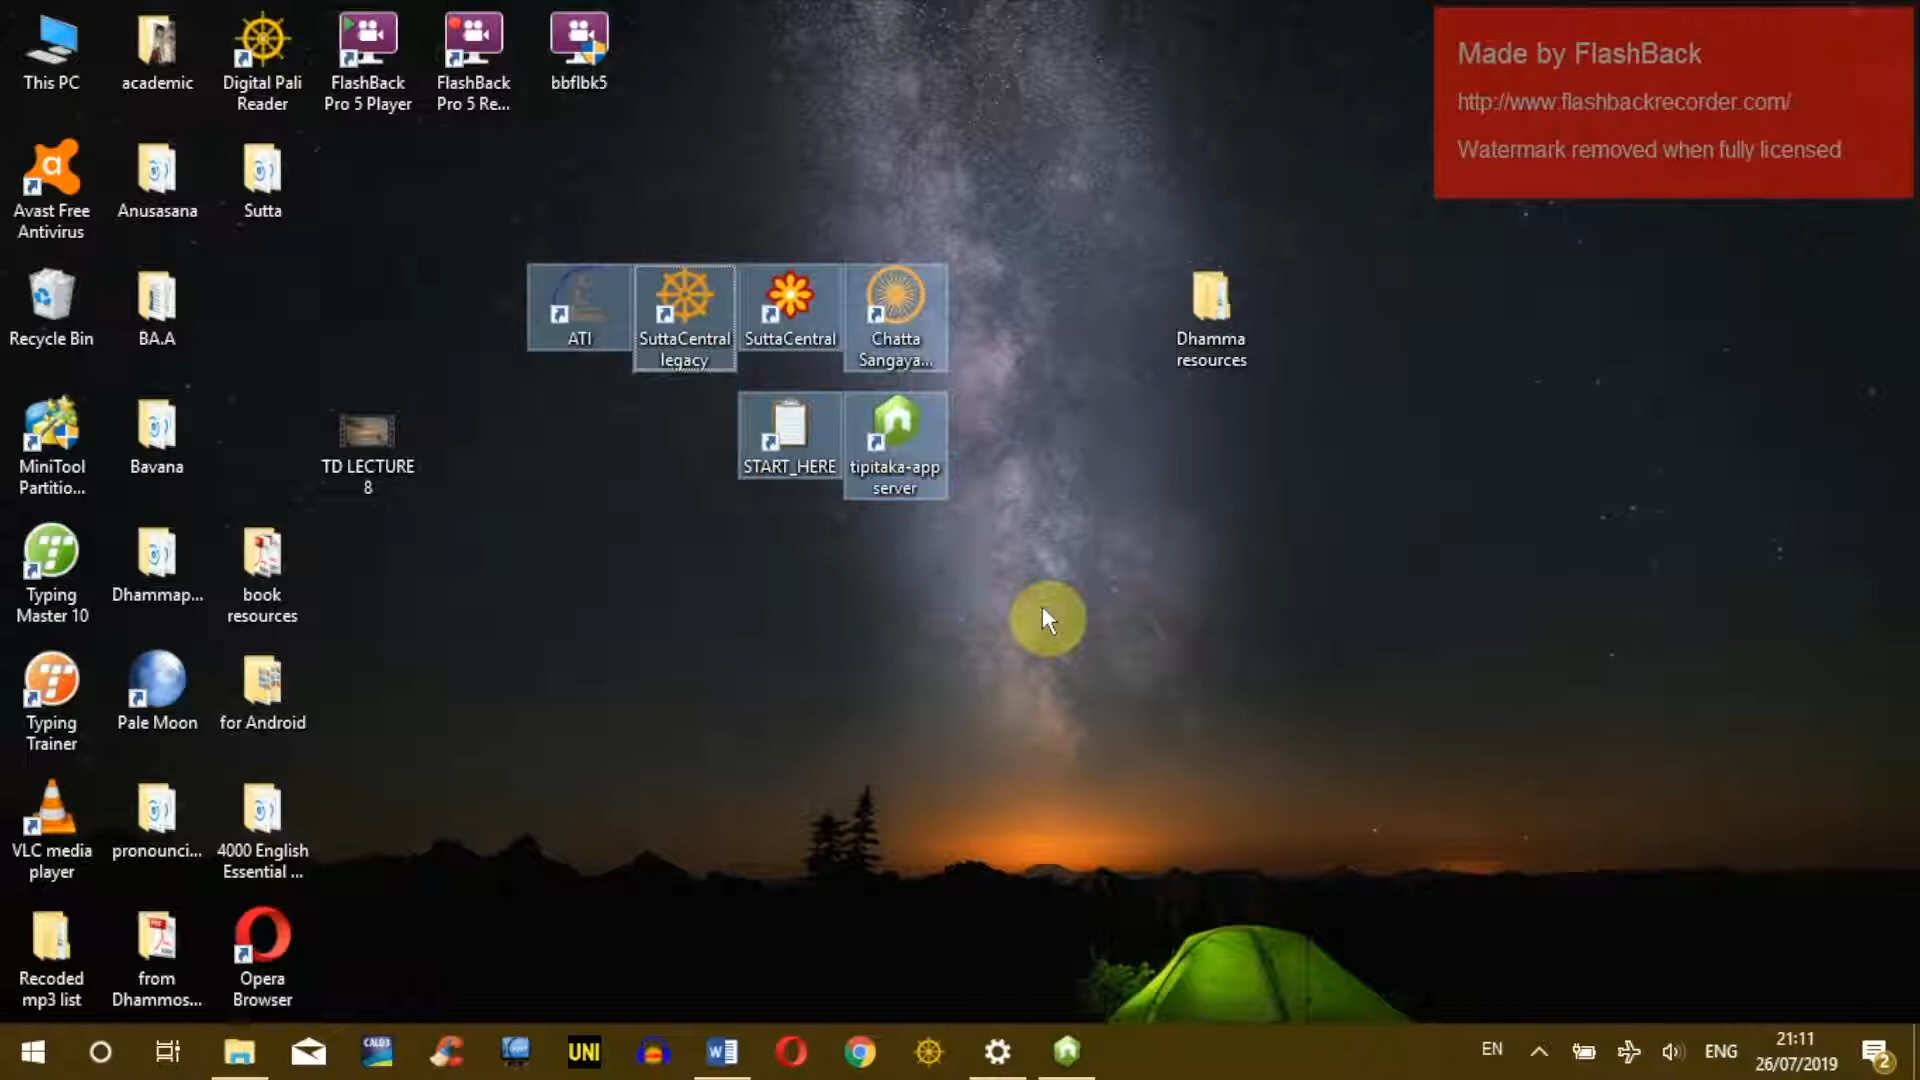 This PC
academic
Digital Pali
Reader
FlashBack
Pro 5 Player
FlashBack
Pro 5 Re...
bbflbk5
Made by FlashBack
http://www.flashbackrecorder.com/
Watermark removed when fully licensed
Avast Free
Antivirus
Anusasana
Sutta
Recycle Bin
BA.A
ATI
SuttaCentral
legacy
SuttaCentral
Chatta
Sangaya...
Dhamma
resources
MiniTool
Partitio...
Bavana
TD LECTURE
8
START_HERE
tipitaka-app
server
Typing
Master 10
Dhammap...
book
resources
Typing
Trainer
Pale Moon
for Android
VLC media
player
pronounci...
4000 English
Essential ...
Recoded
mp3 list
from
Dhammos...
Opera
Browser
CALD3
UNI
EN
ENG
21:11
26/07/2019
2